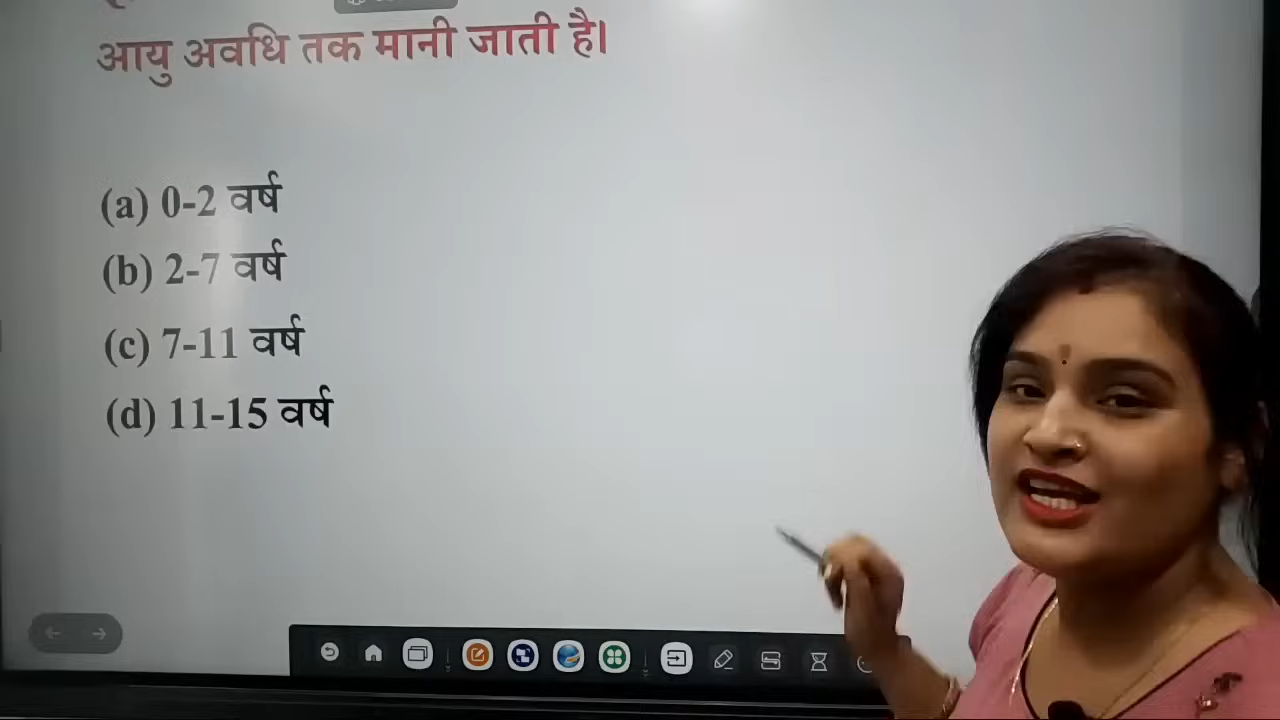 आयु अवधि तक मानी जाती है।
(a) 0-2 वर्ष
(b) 2-7 वर्ष
(c) 7-11 वर्ष
(d) 11-15 वर्ष